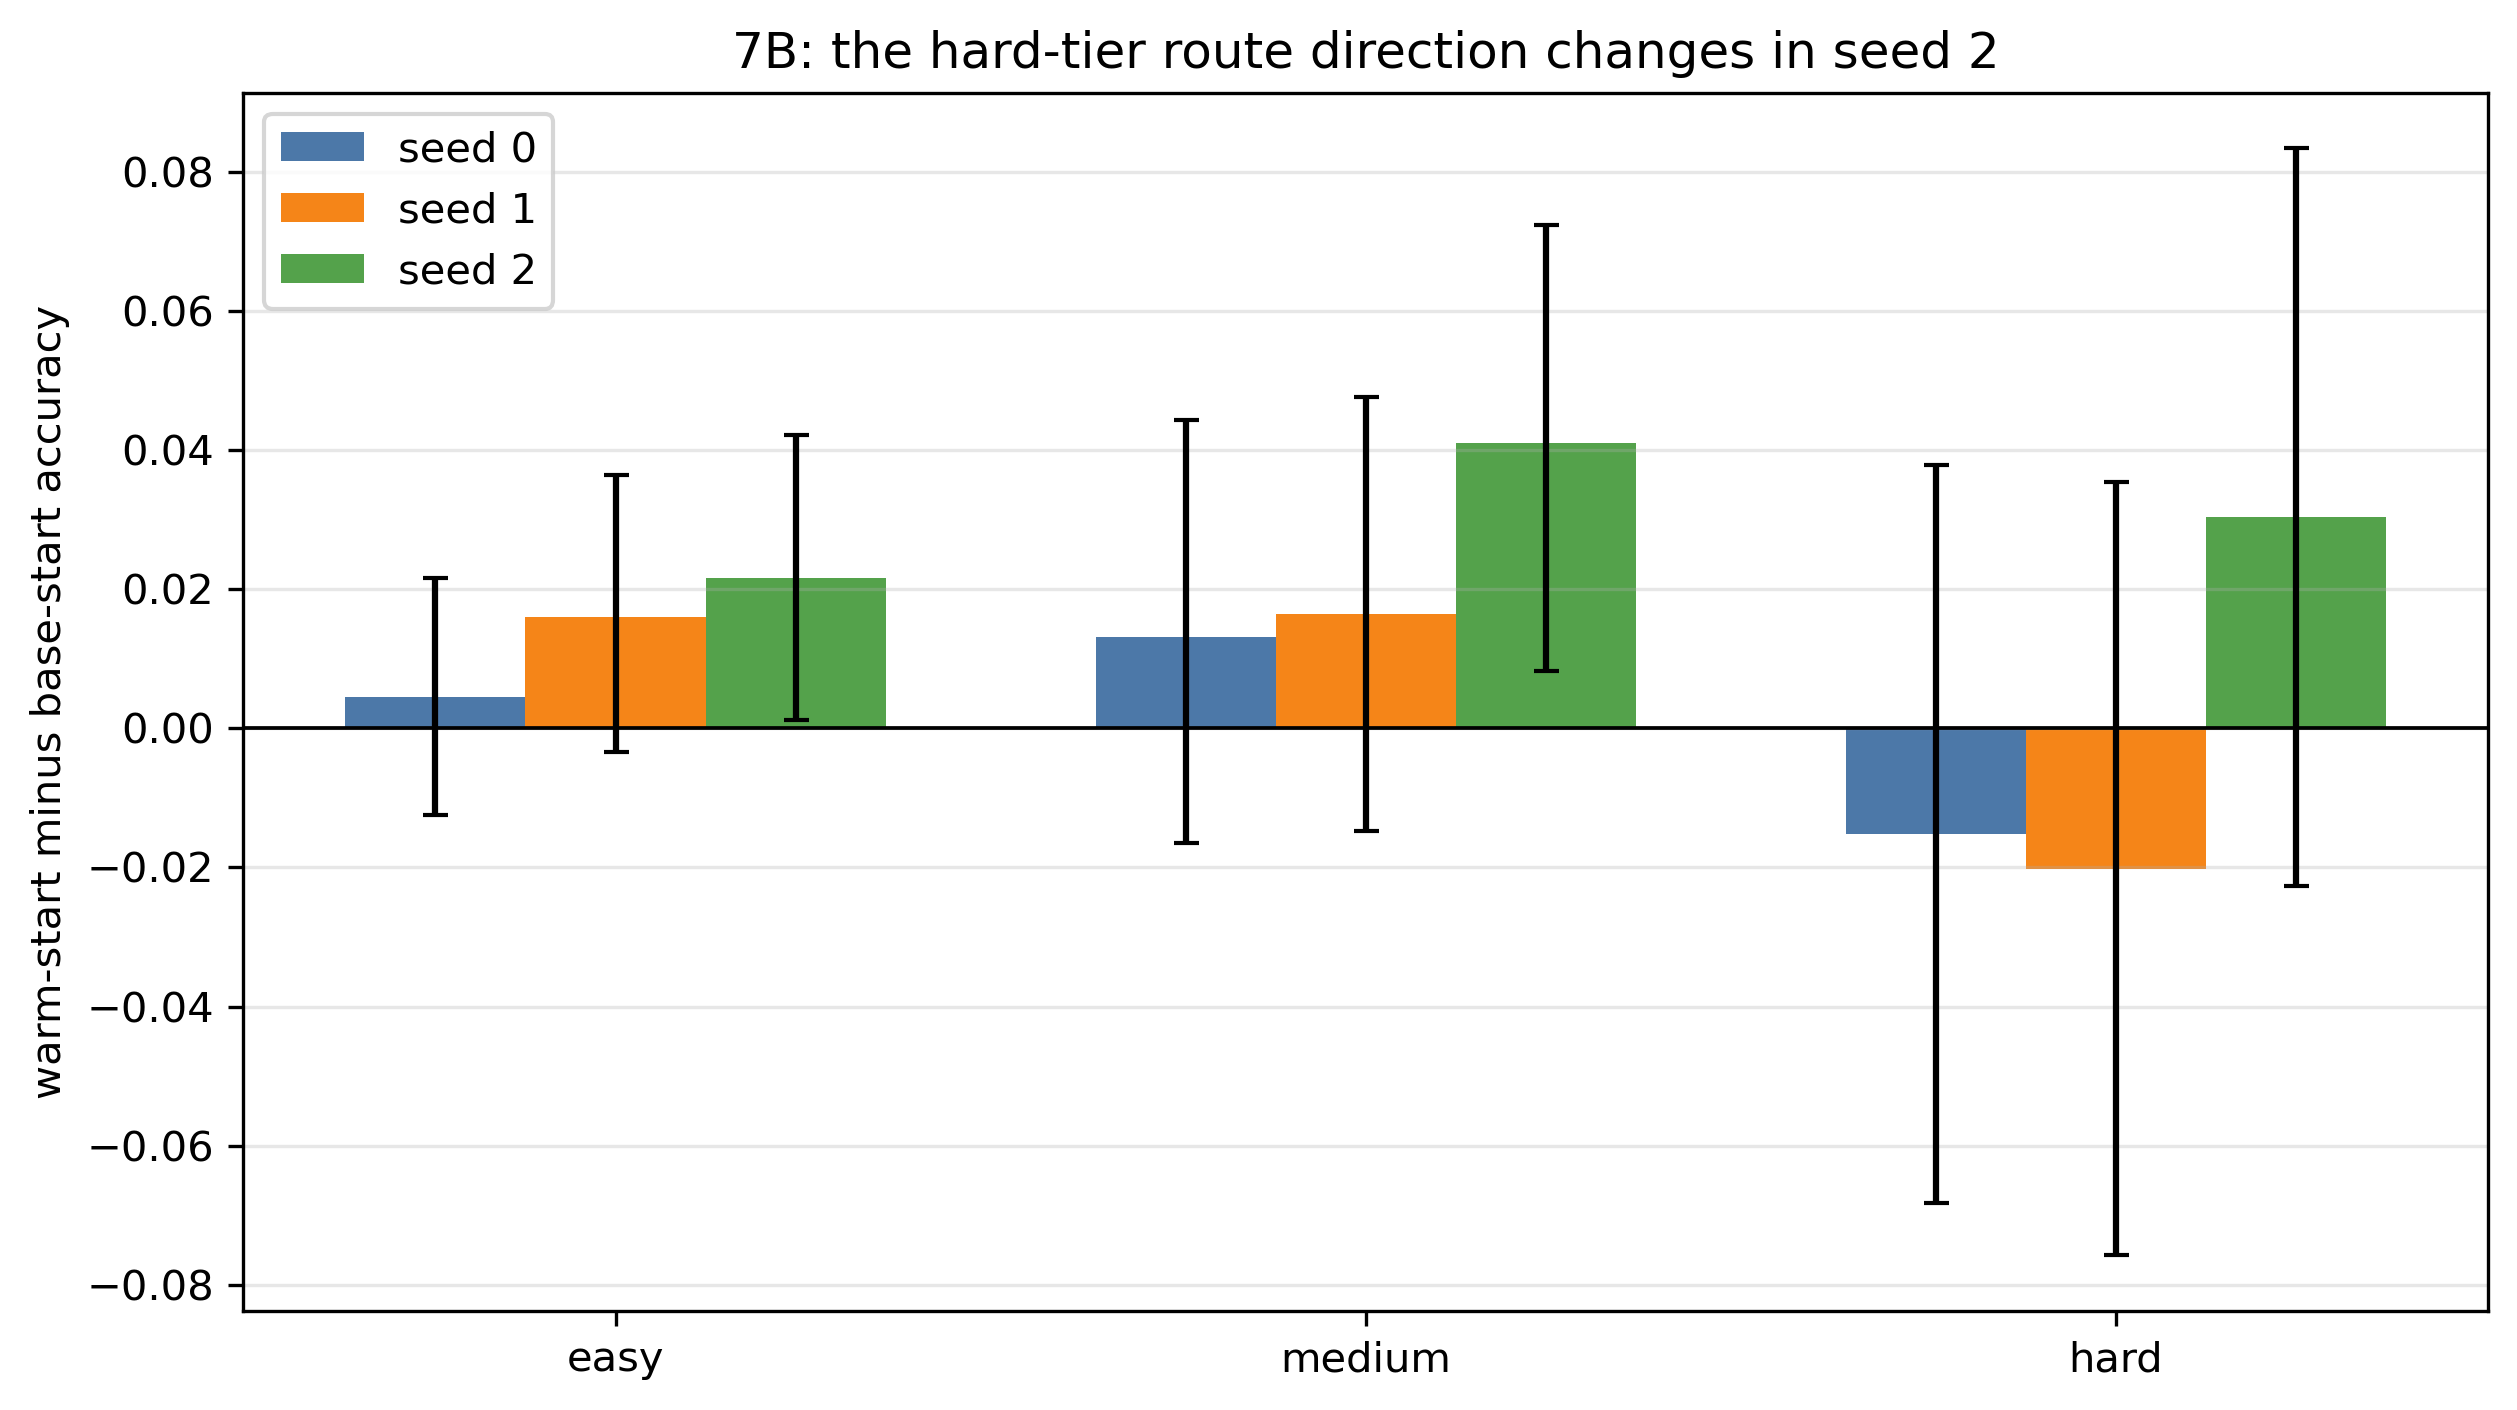 7B: the hard-tier route direction changes in seed 2
seed 0
seed 1
seed 2
warm-start minus base-start accuracy
0.08
0.06
0.04
0.02
0.00
−0.02
−0.04
−0.06
−0.08
easy
medium
hard